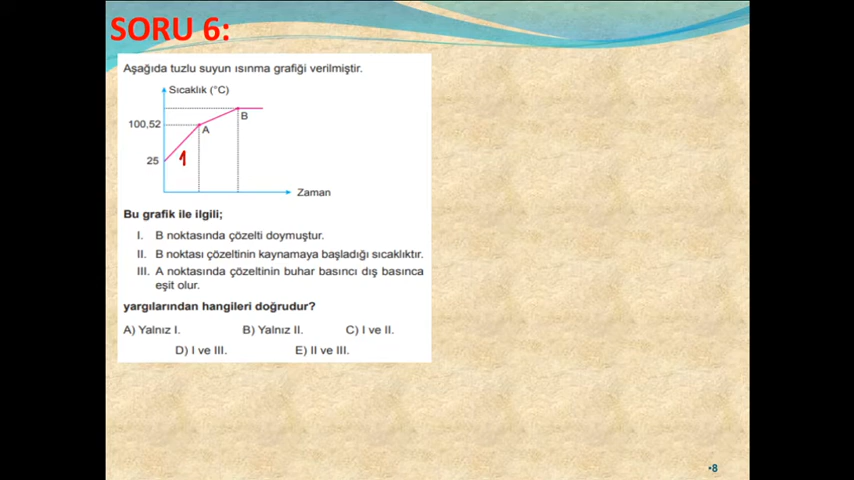 SORU 6:
Aşağıda tuzlu suyun ısınma grafiği verilmiştir.
Sıcaklık (°C)
B
100,52
A
25
1
Zaman
Bu grafik ile ilgili;
I. B noktasında çözelti doymuştur.
II. B noktası çözeltinin kaynamaya başladığı sıcaklıktır.
III. A noktasında çözeltinin buhar basıncı dış basınca
eşit olur.
yargılarından hangileri doğrudur?
A) Yalnız I. B) Yalnız II. C) I ve II.
D) I ve III. E) II ve III.
•8